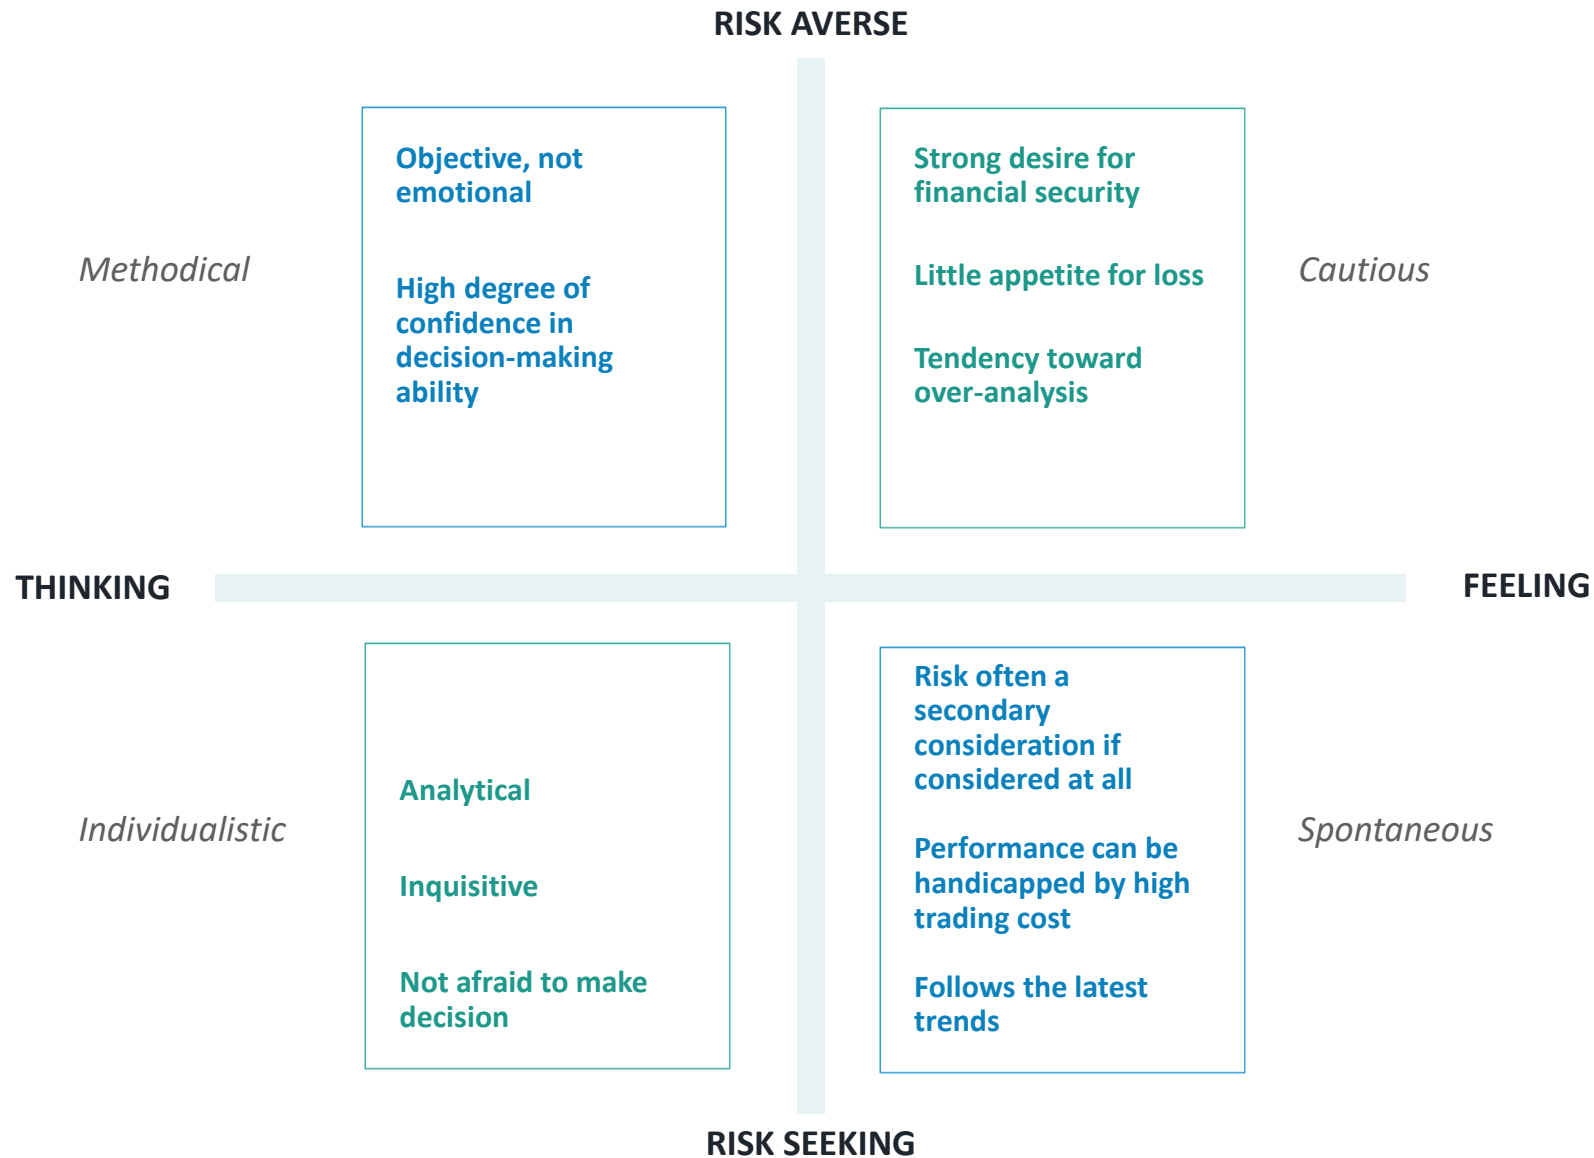 RISK AVERSE
Methodical
Objective, not
emotional
High degree of
confidence in
decision-making
ability
Strong desire for
financial security
Little appetite for loss
Tendency toward
over-analysis
Cautious
THINKING
FEELING
Individualistic
Analytical
Inquisitive
Not afraid to make
decision
Risk often a
secondary
consideration if
considered at all
Performance can be
handicapped by high
trading cost
Follows the latest
trends
Spontaneous
RISK SEEKING